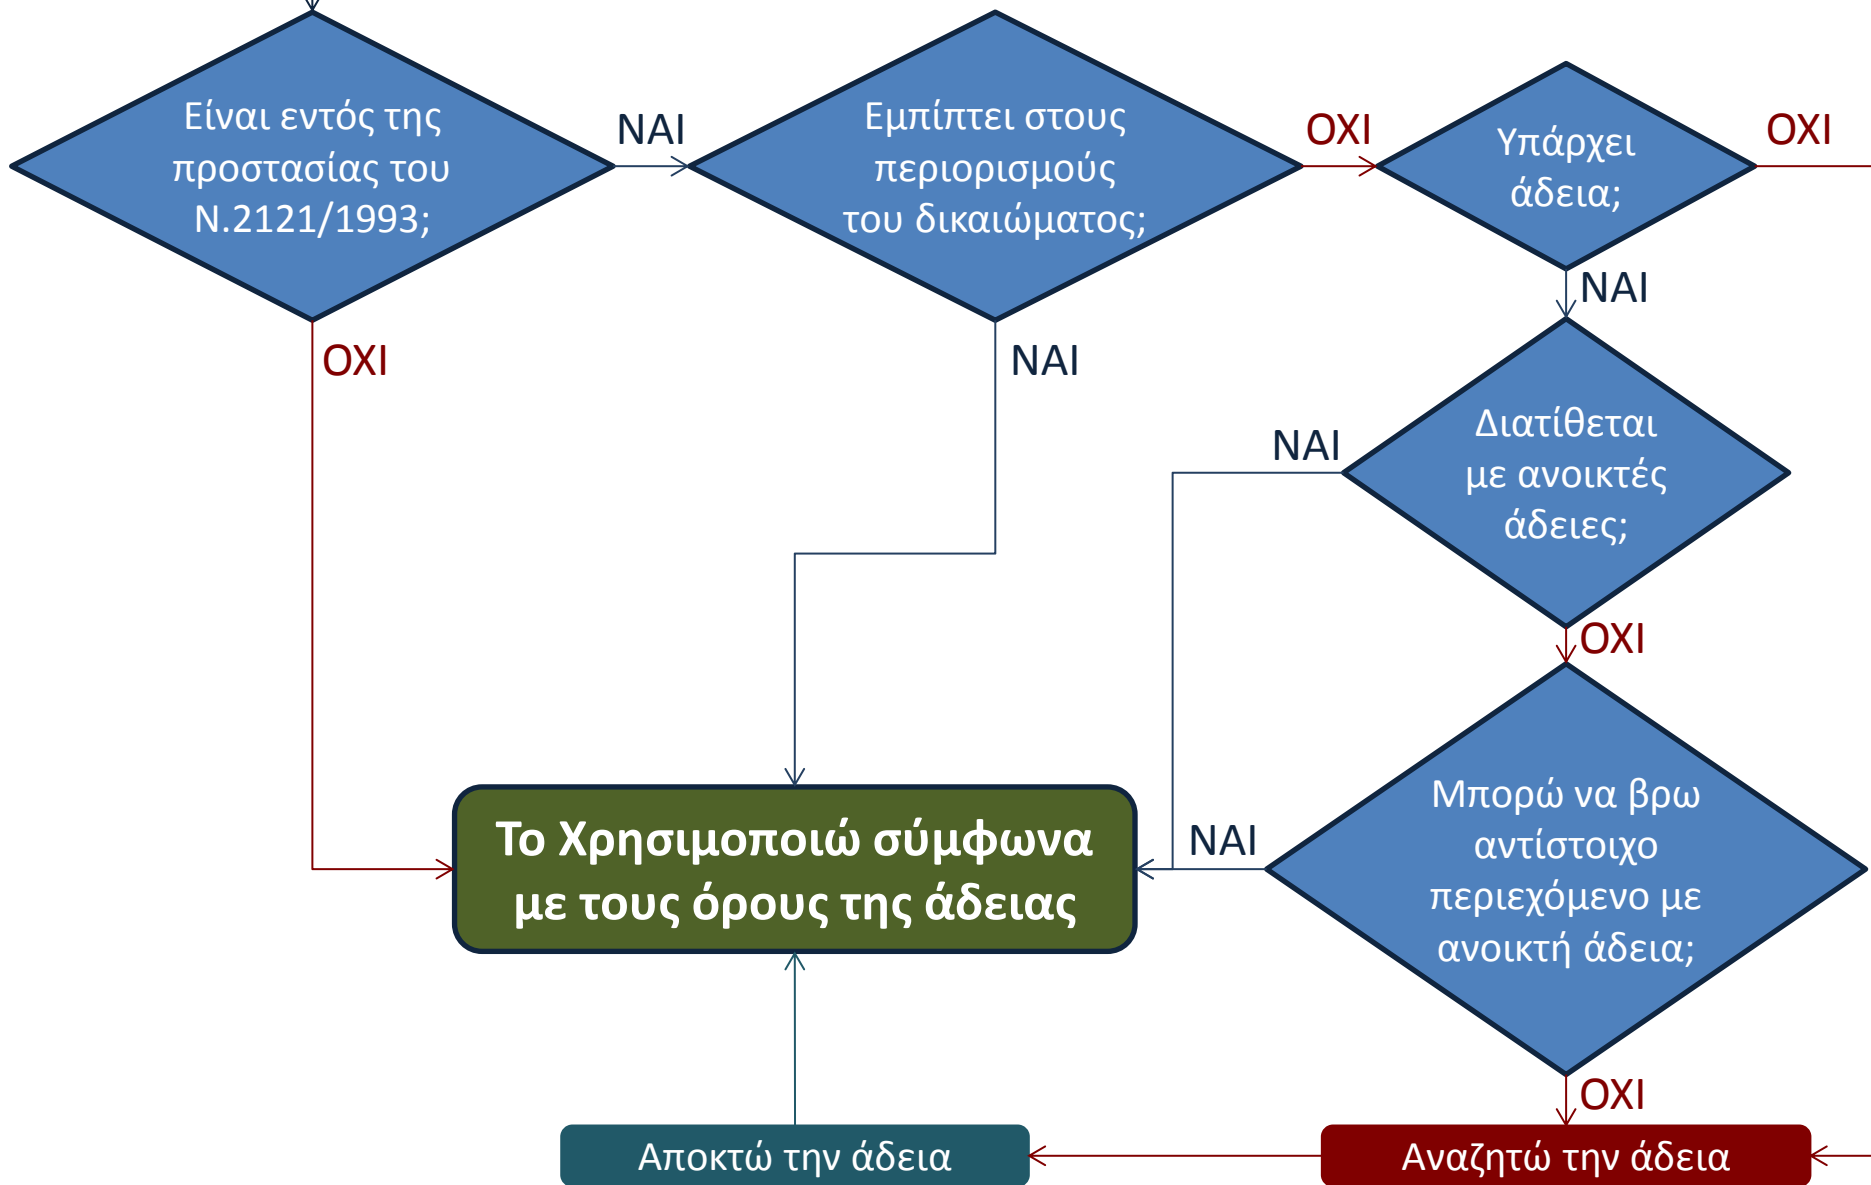 Είναι εντός της
προστασίας του
Ν.2121/1993;
ΝΑΙ
Εμπίπτει στους
περιορισμούς
του δικαιώματος;
ΟΧΙ
Υπάρχει
άδεια;
ΟΧΙ
ΟΧΙ
ΝΑΙ
ΝΑΙ
ΝΑΙ
Διατίθεται
με ανοικτές
άδειες;
ΟΧΙ
Το Χρησιμοποιώ σύμφωνα
με τους όρους της άδειας
ΝΑΙ
Μπορώ να βρω
αντίστοιχο
περιεχόμενο με
ανοικτή άδεια;
ΟΧΙ
Αποκτώ την άδεια
Αναζητώ την άδεια